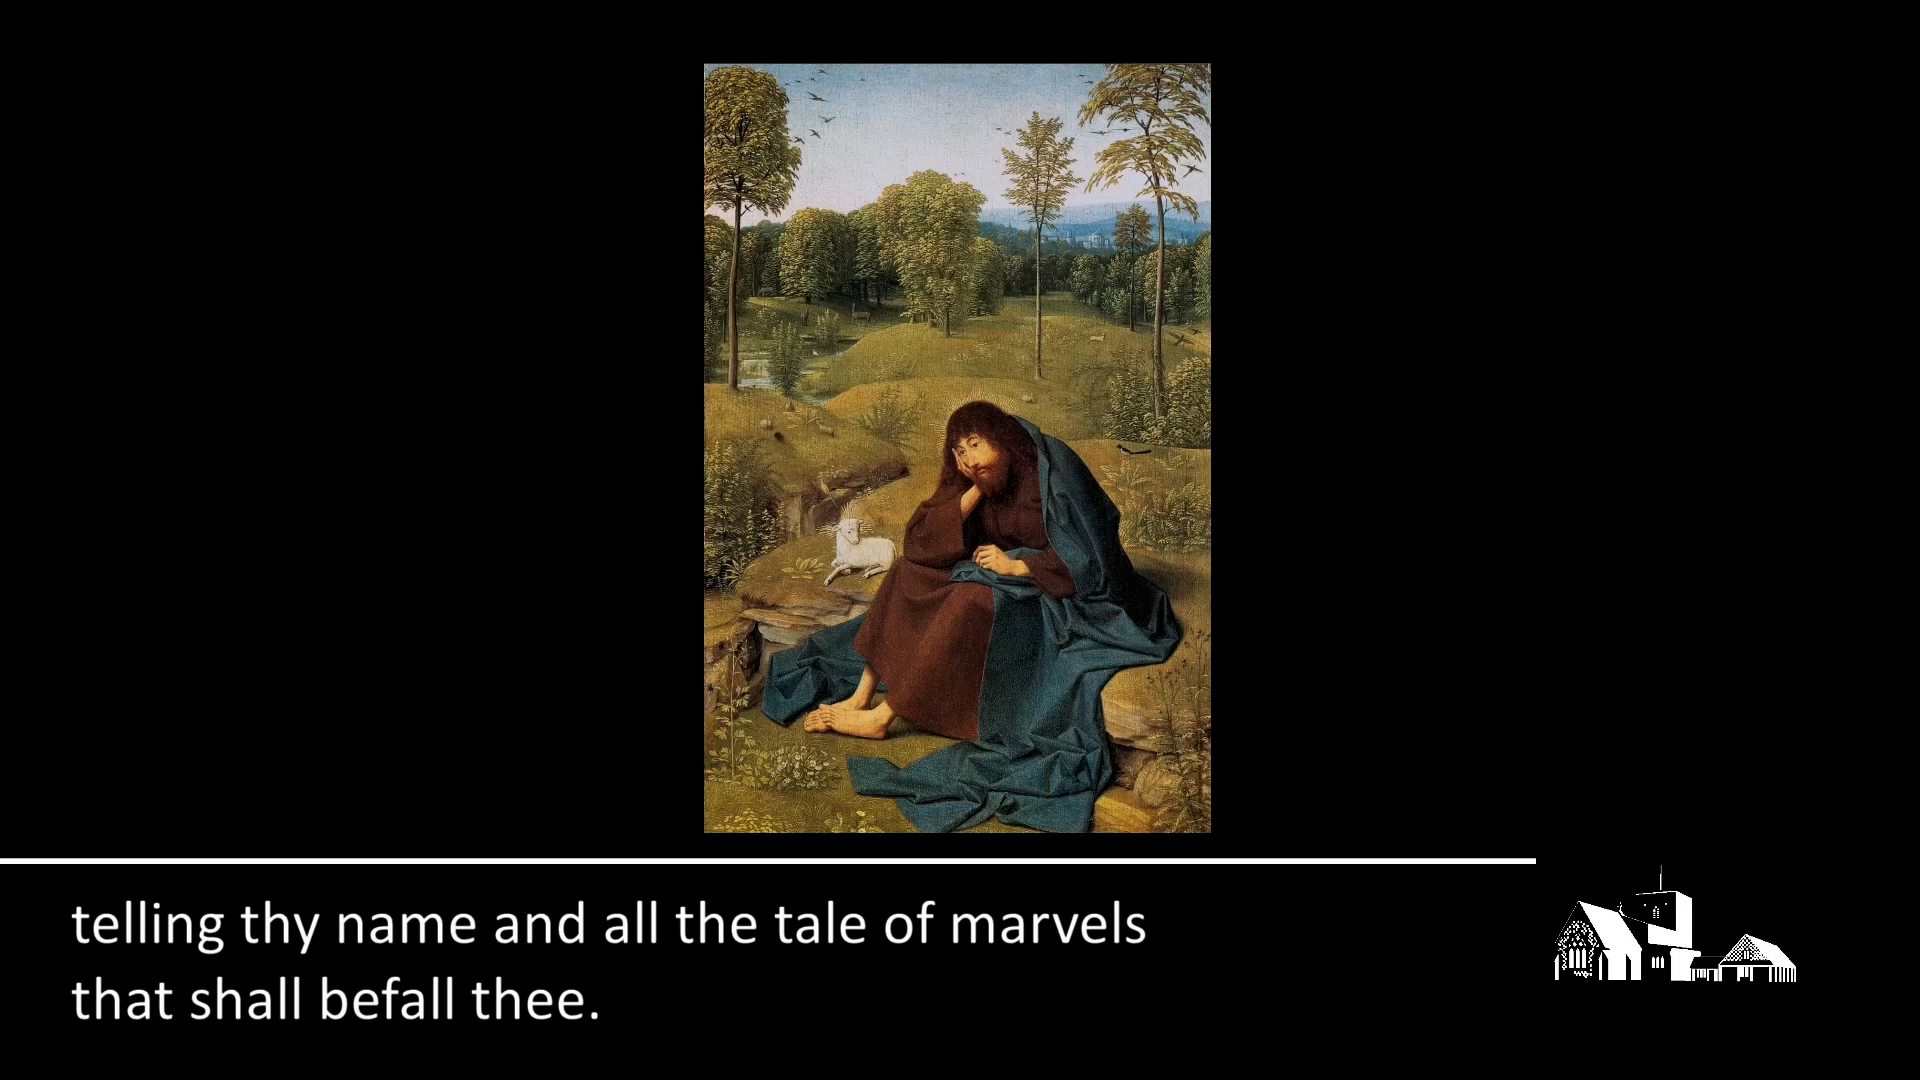 telling thy name and all the tale of marvels
that shall befall thee.